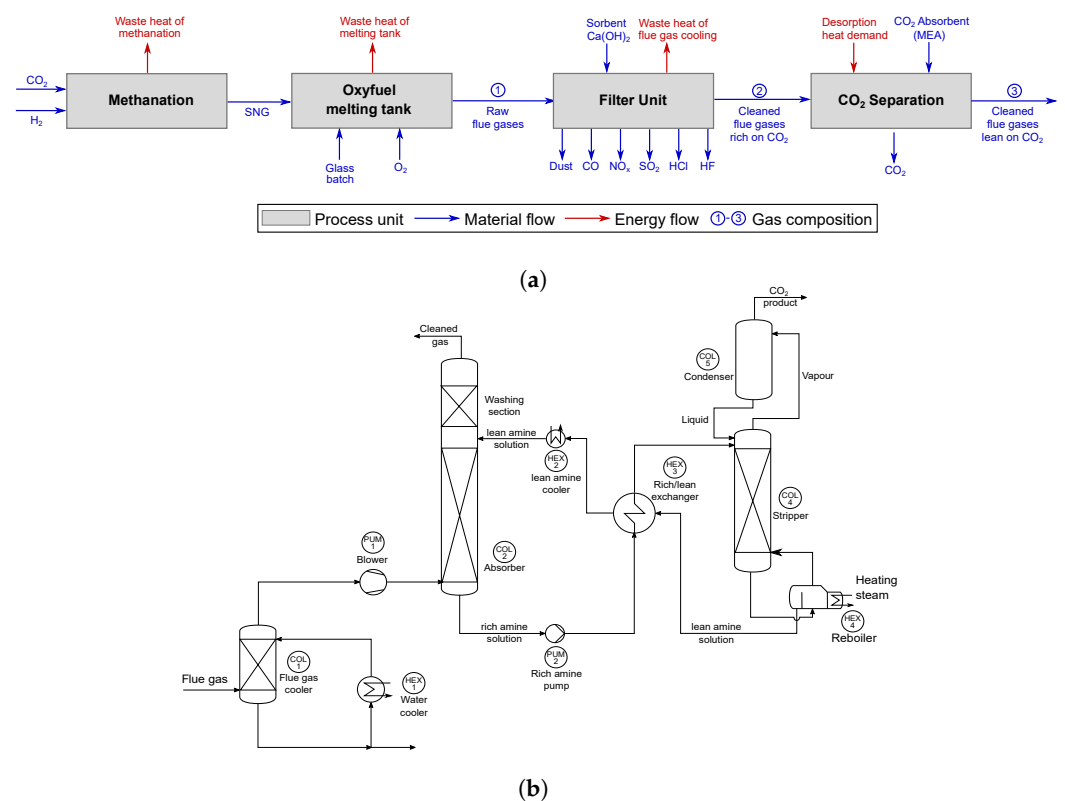 Waste heat of
methanation
Waste heat of
melting tank
Sorbent
Ca(OH)2
Waste heat of
flue gas cooling
Desorption
heat demand
CO2 Absorbent
(MEA)
CO2
H2
Methanation
SNG
Oxyfuel
melting tank
1
Raw
flue gases
Filter Unit
2
Cleaned
flue gases
rich on CO2
CO2 Separation
3
Cleaned
flue gases
lean on CO2
Glass
batch
O2
Dust
CO
NOx
SO2
HCl
HF
CO2
Process unit
Material flow
Energy flow
1-3 Gas composition
(a)
CO2
product
Cleaned
gas
COL
5
Condenser
Vapour
Washing
section
Liquid
lean amine
solution
HEX
2
lean amine
cooler
HEX
3
Rich/lean
exchanger
COL
4
Stripper
PUM
1
Blower
COL
2
Absorber
Heating
steam
rich amine
solution
lean amine
solution
HEX
4
Reboiler
PUM
2
Rich amine
pump
Flue gas
COL
1
Flue gas
cooler
HEX
1
Water
cooler
(b)